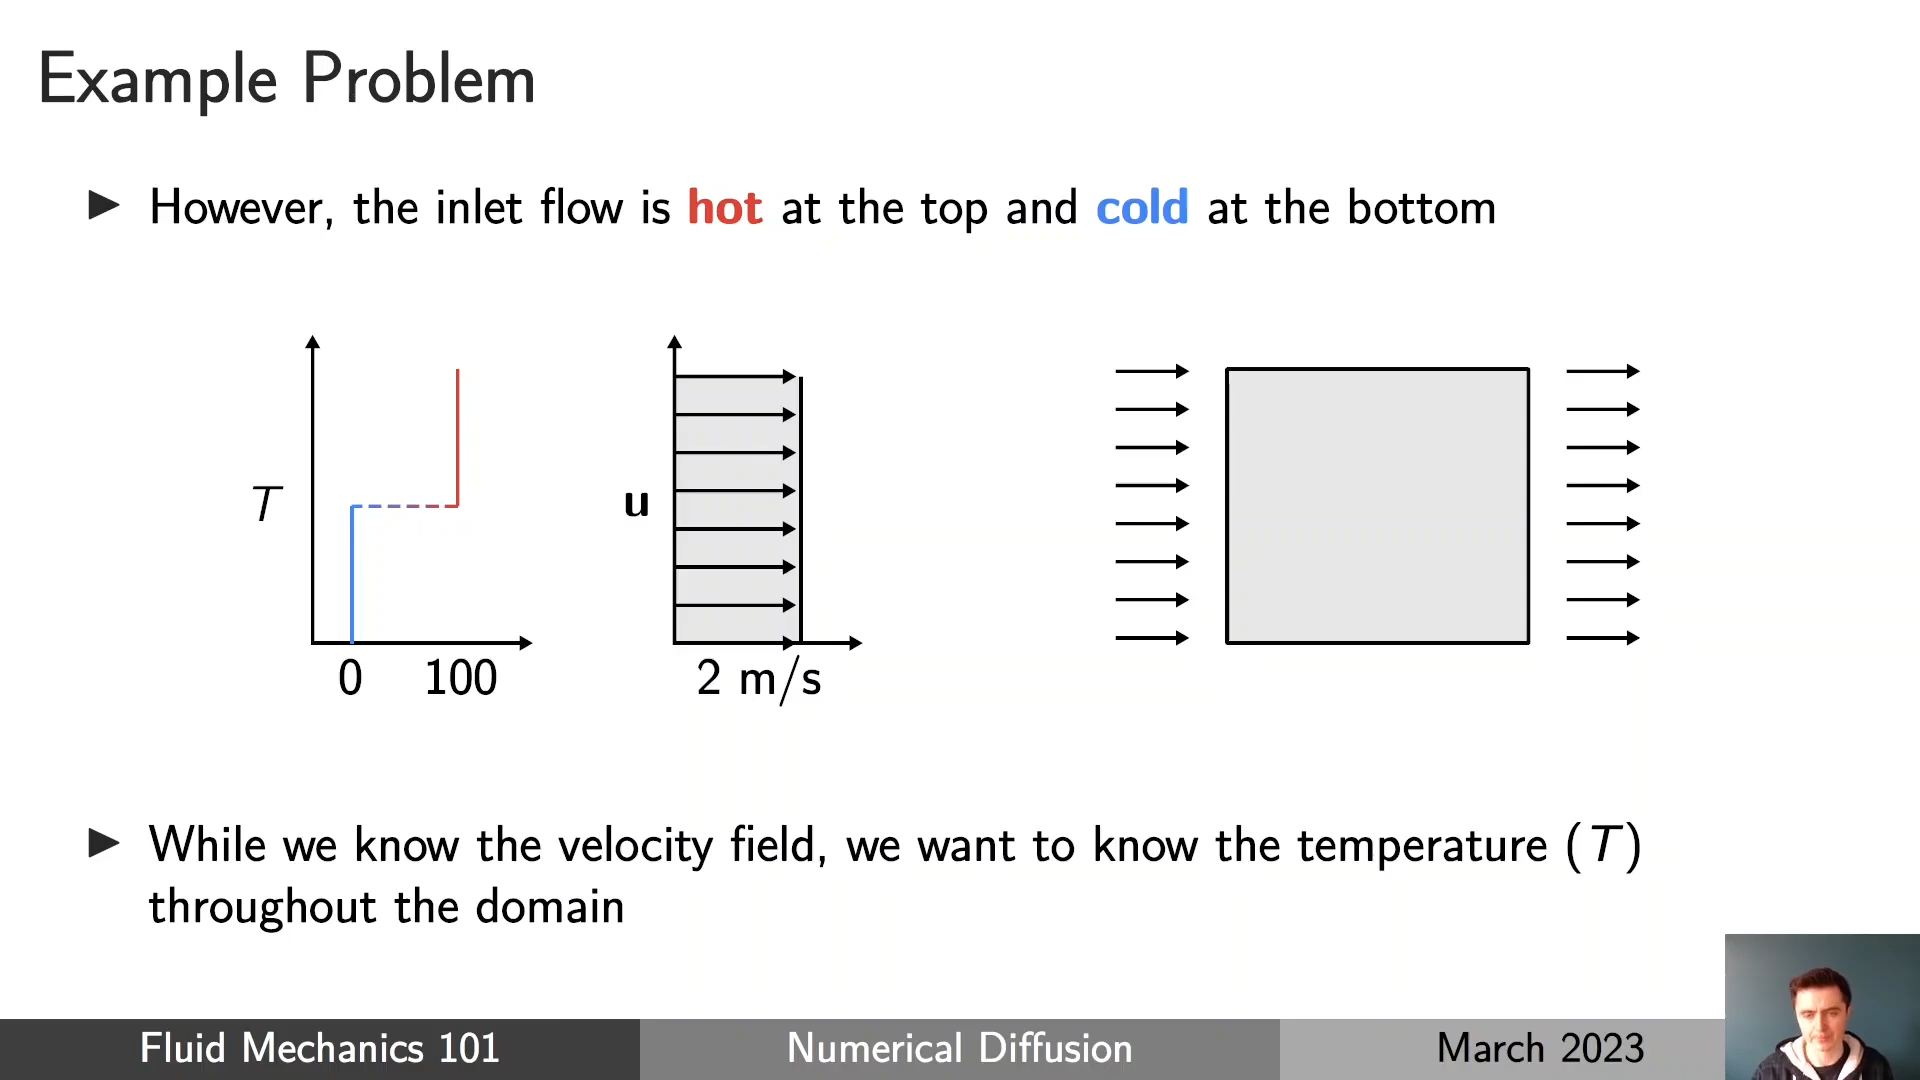 Example Problem
However, the inlet flow is hot at the top and cold at the bottom
T
0 100
u
2 m/s
While we know the velocity field, we want to know the temperature (T)
throughout the domain
Fluid Mechanics 101
Numerical Diffusion
March 2023